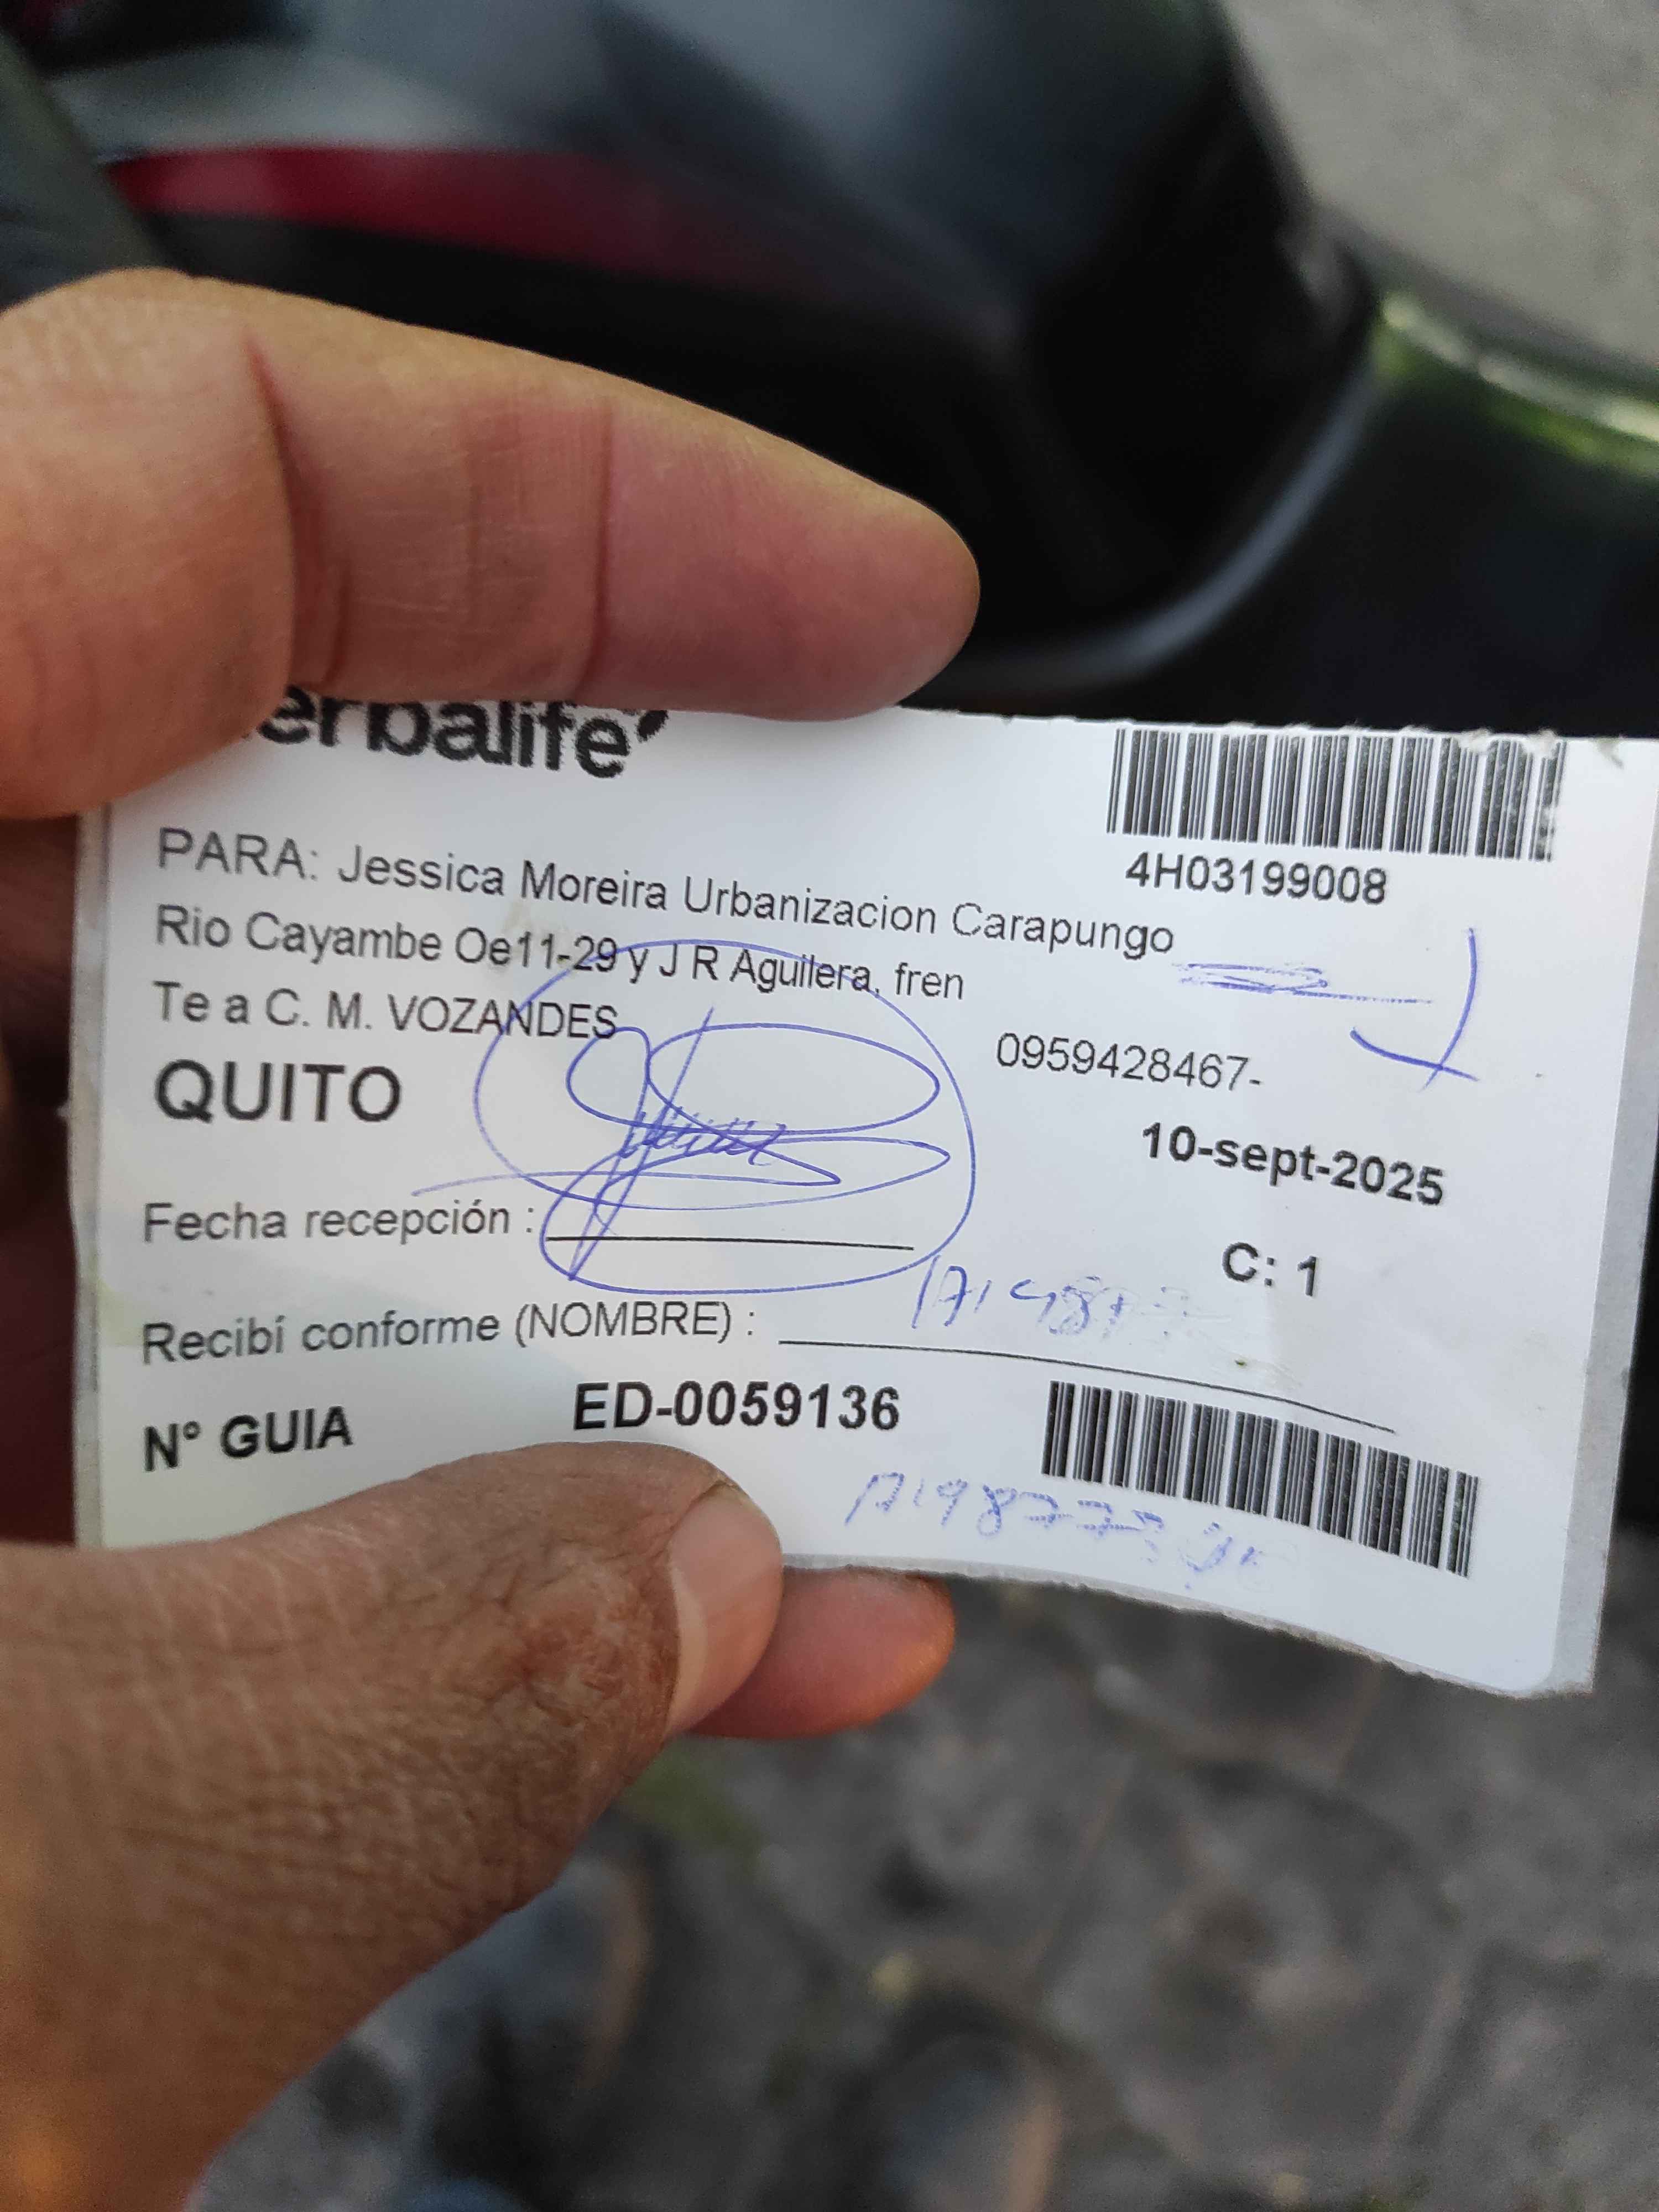 erbalife
4H03199008
PARA: Jessica Moreira Urbanizacion Carapungo
Rio Cayambe Oe11-29 y J R Aguilera, fren
Te a C. M. VOZANDES
0959428467-
QUITO
10-sept-2025
Fecha recepción :
C: 1
Recibí conforme (NOMBRE) :
N° GUIA ED-0059136